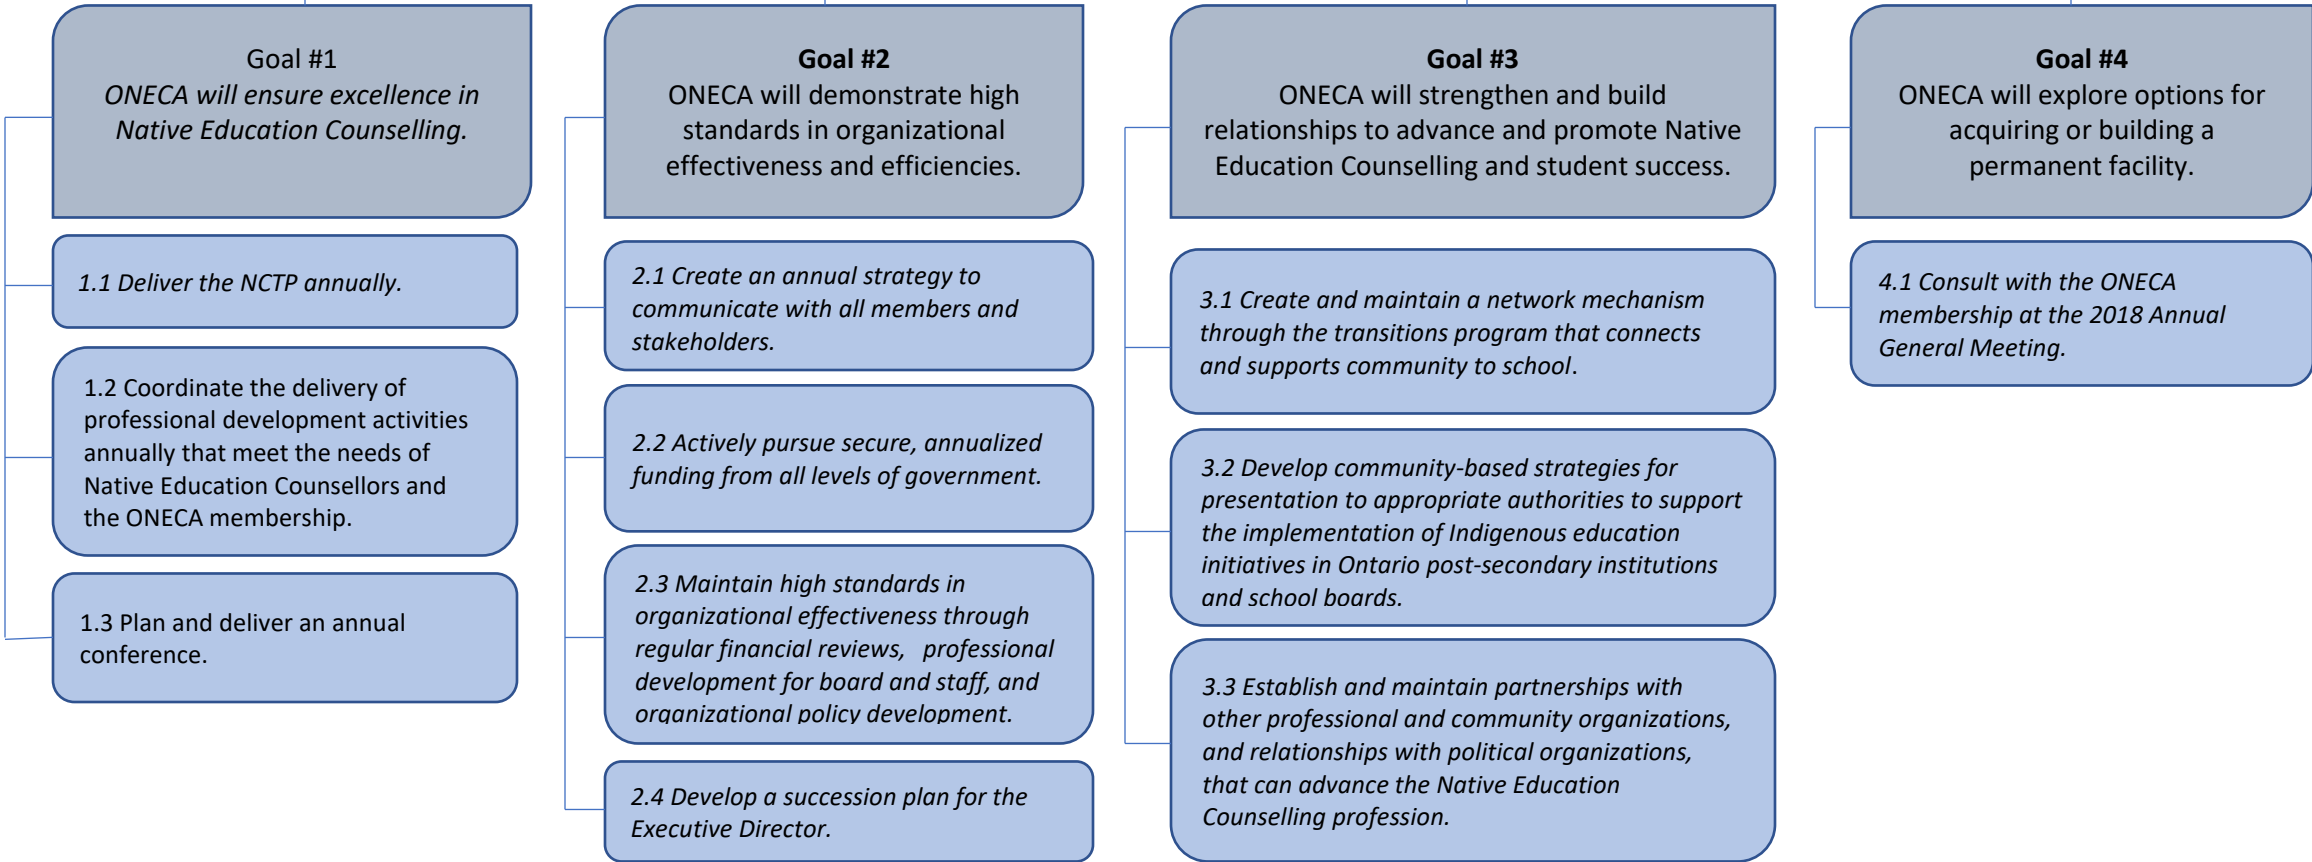 Goal #1
ONECA will ensure excellence in
Native Education Counselling.
1.1 Deliver the NCTP annually.
1.2 Coordinate the delivery of
professional development activities
annually that meet the needs of
Native Education Counsellors and
the ONECA membership.
1.3 Plan and deliver an annual
conference.
Goal #2
ONECA will demonstrate high
standards in organizational
effectiveness and efficiencies.
2.1 Create an annual strategy to
communicate with all members and
stakeholders.
2.2 Actively pursue secure, annualized
funding from all levels of government.
2.3 Maintain high standards in
organizational effectiveness through
regular financial reviews, professional
development for board and staff, and
organizational policy development.
2.4 Develop a succession plan for the
Executive Director.
Goal #3
ONECA will strengthen and build
relationships to advance and promote Native
Education Counselling and student success.
3.1 Create and maintain a network mechanism
through the transitions program that connects
and supports community to school.
3.2 Develop community-based strategies for
presentation to appropriate authorities to support
the implementation of Indigenous education
initiatives in Ontario post-secondary institutions
and school boards.
3.3 Establish and maintain partnerships with
other professional and community organizations,
and relationships with political organizations,
that can advance the Native Education
Counselling profession.
Goal #4
ONECA will explore options for
acquiring or building a
permanent facility.
4.1 Consult with the ONECA
membership at the 2018 Annual
General Meeting.